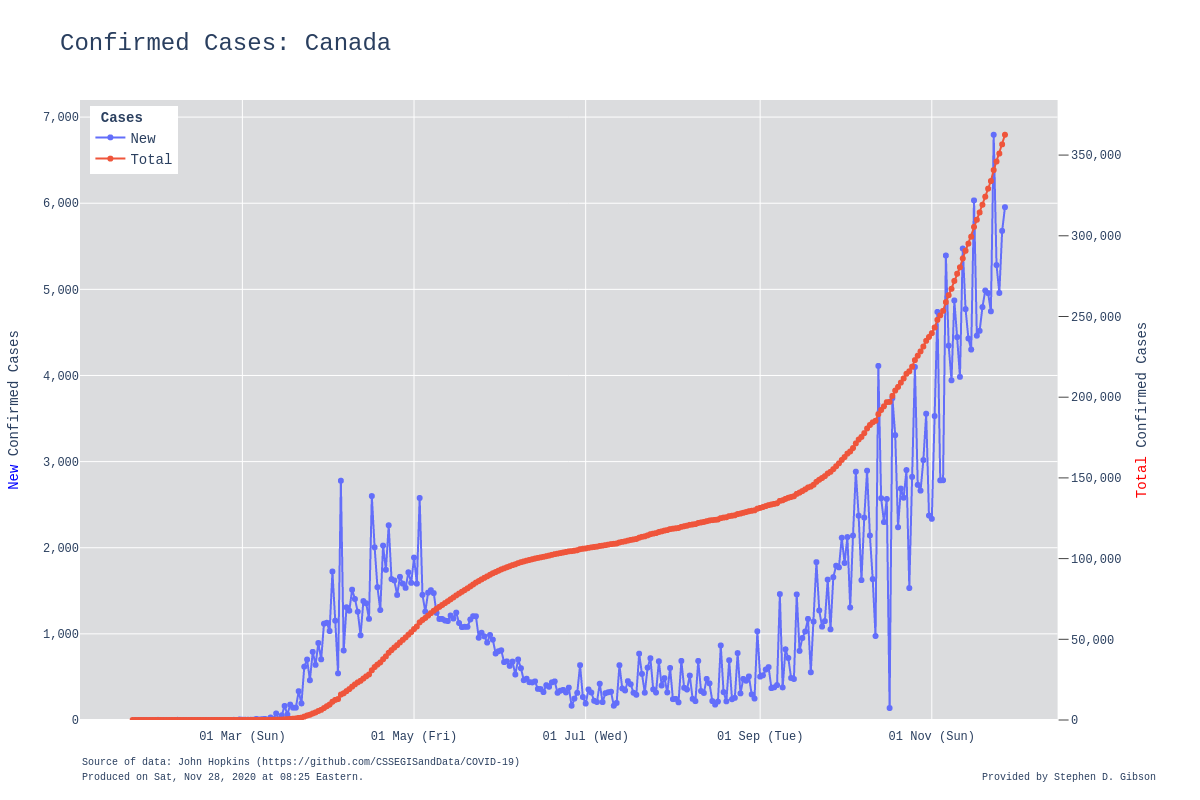 Confirmed Cases: Canada
Cases
New
Total
7,000
6,000
5,000
4,000
3,000
2,000
1,000
0
New Confirmed Cases
350,000
300,000
250,000
200,000
150,000
100,000
50,000
0
Total Confirmed Cases
01 Mar (Sun)
01 May (Fri)
01 Jul (Wed)
01 Sep (Tue)
01 Nov (Sun)
Source of data: John Hopkins (https://github.com/CSSEGISandData/COVID-19)
Produced on Sat, Nov 28, 2020 at 08:25 Eastern.
Provided by Stephen D. Gibson